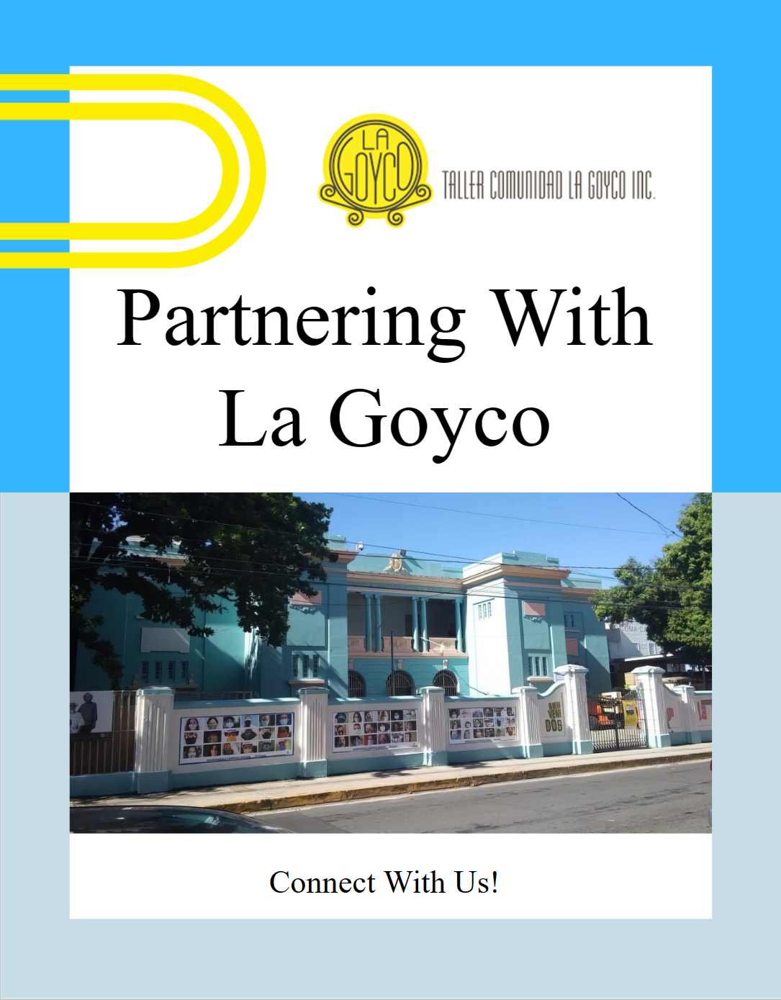 LA
GOYCO
TALLER COMUNIDAD LA GOYCO INC.
Partnering With
La Goyco
BIEN
VENI
DOS
Connect With Us!